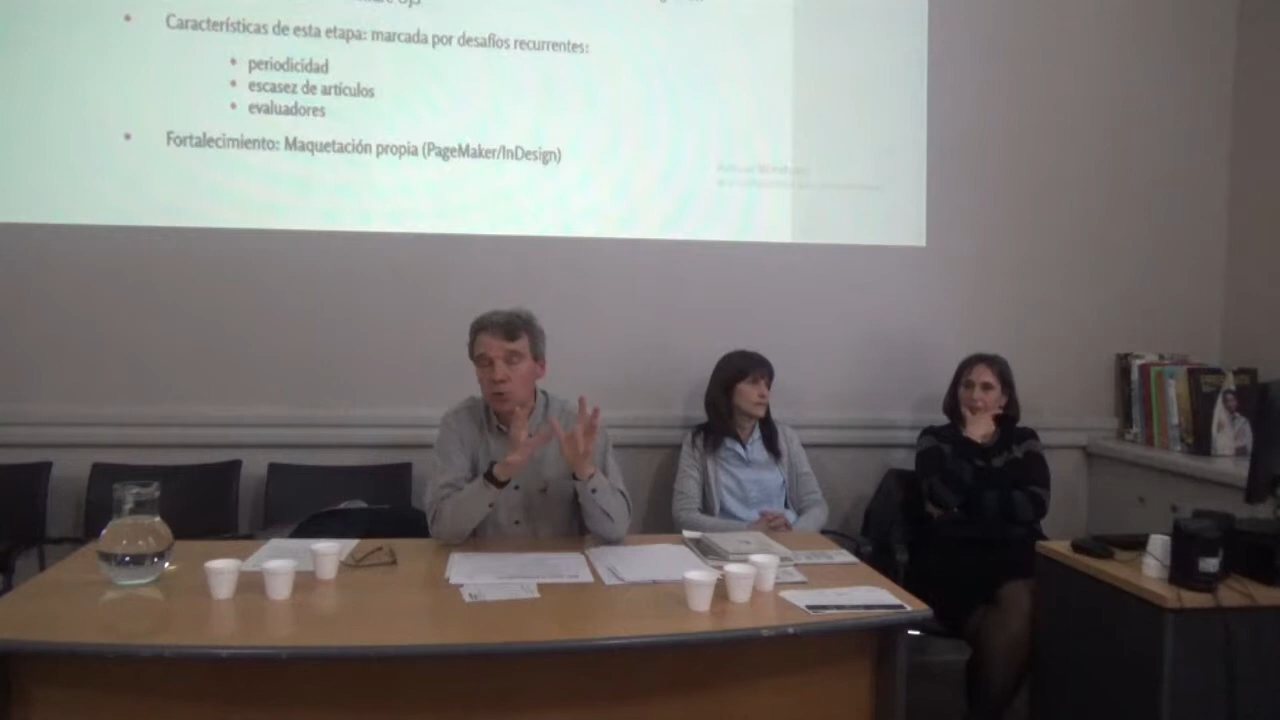 Características de esta etapa: marcada por desafíos recurrentes:
periodicidad
escasez de artículos
evaluadores
Fortalecimiento: Maquetación propia (PageMaker/InDesign)